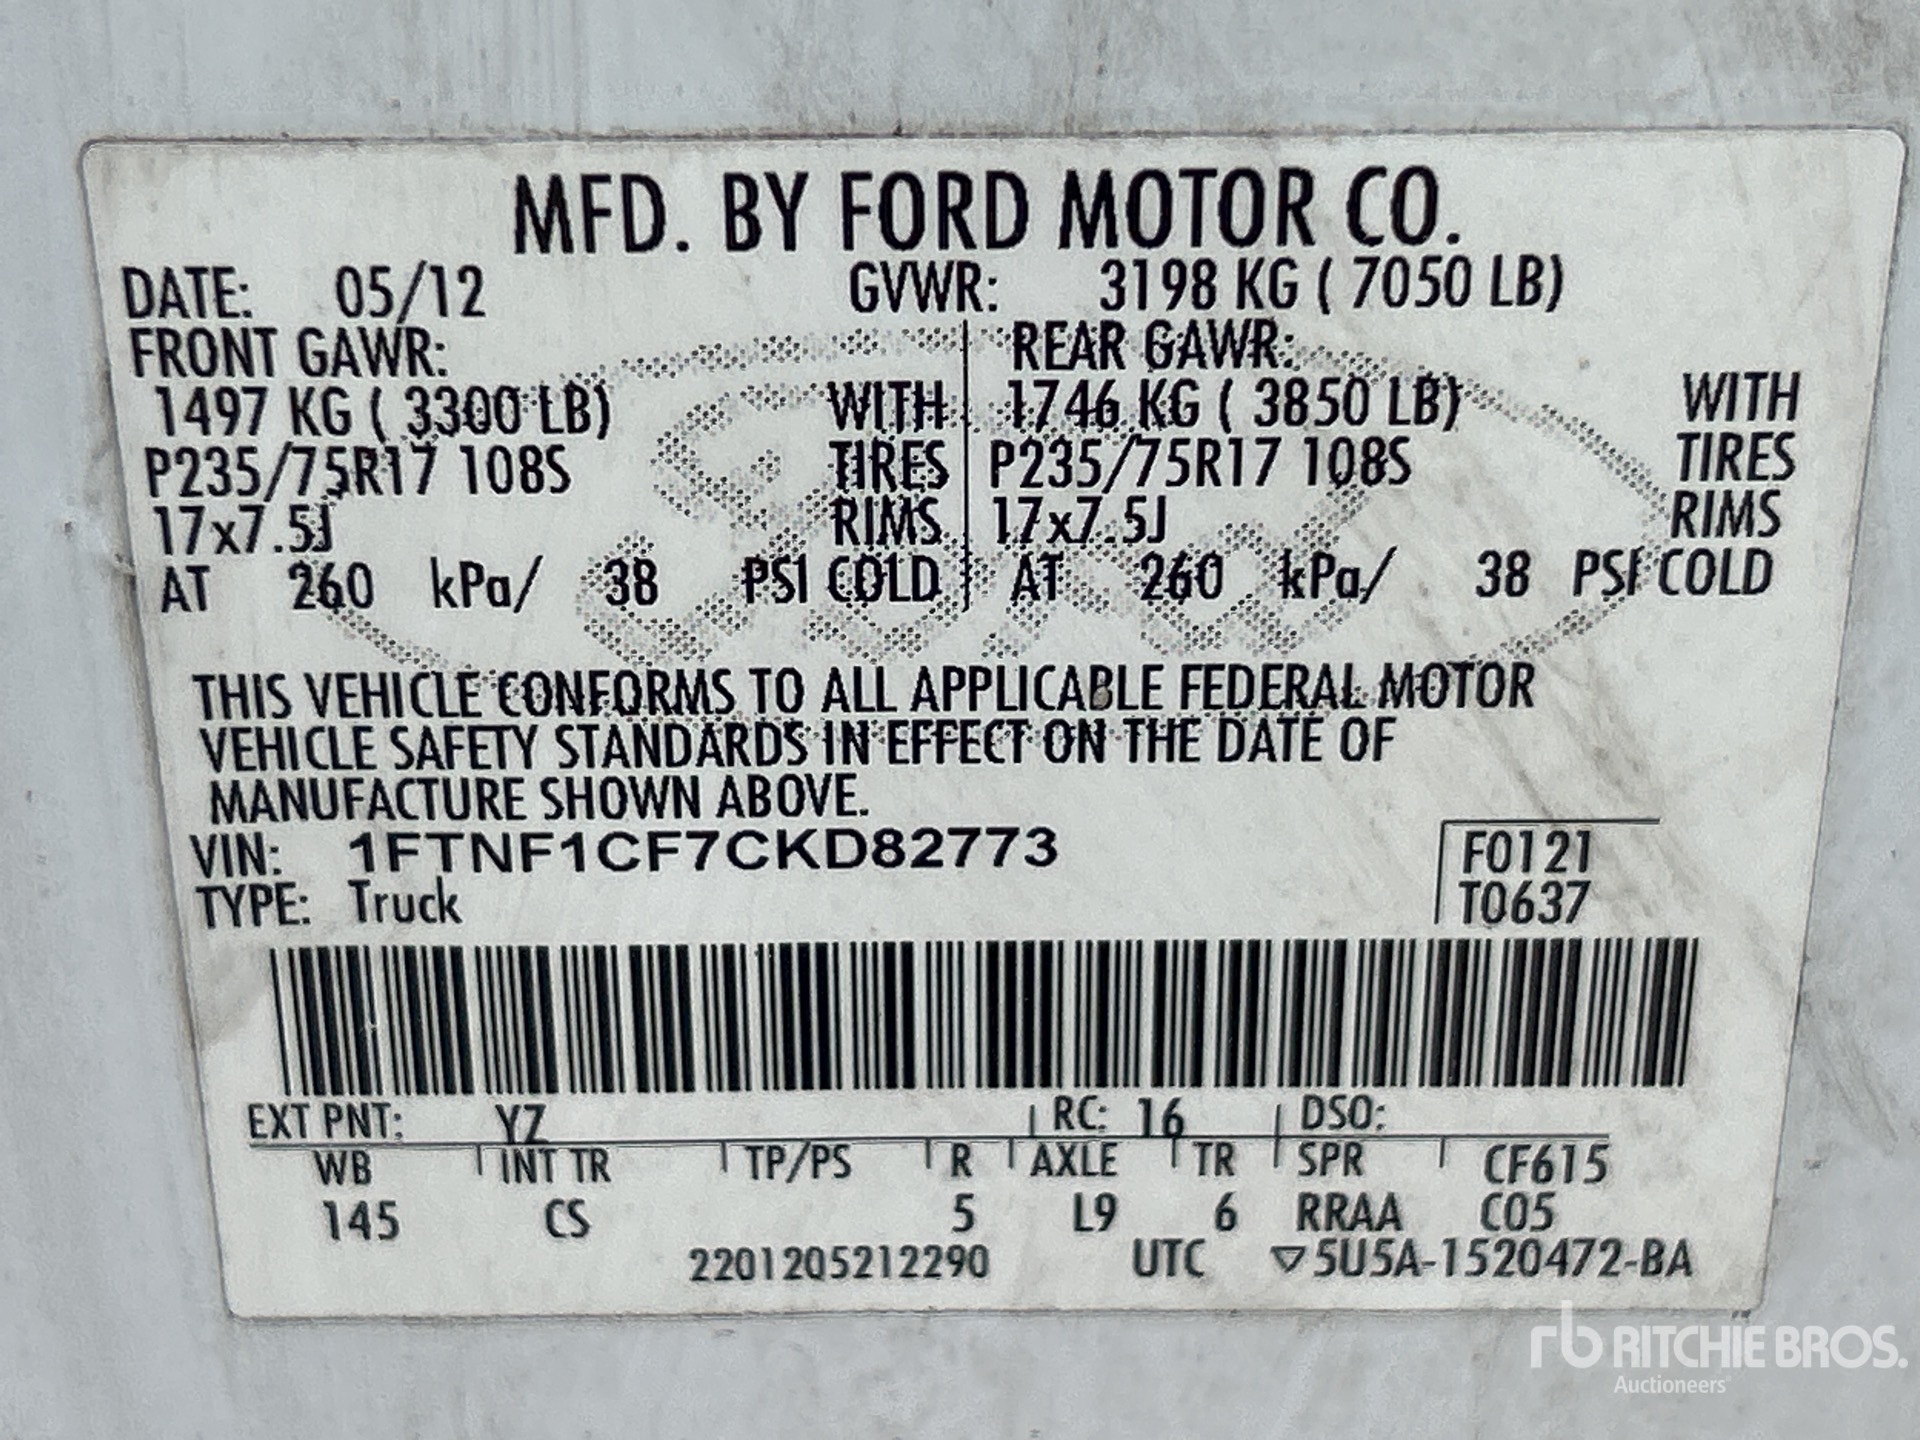 MFD. BY FORD MOTOR CO.
DATE: 05/12 GVWR: 3198 KG ( 7050 LB)
FRONT GAWR: REAR GAWR:
1497 KG ( 3300 LB) WITH 1746 KG ( 3850 LB) WITH
P235/75R17 108S TIRES P235/75R17 108S TIRES
17x7.5J RIMS 17x7.5J RIMS
AT 260 kPa/ 38 PSI COLD AT 260 kPa/ 38 PSI COLD
THIS VEHICLE CONFORMS TO ALL APPLICABLE FEDERAL MOTOR
VEHICLE SAFETY STANDARDS IN EFFECT ON THE DATE OF
MANUFACTURE SHOWN ABOVE.
VIN: 1FTNF1CF7CKD82773 F0121
TYPE: Truck T0637
EXT PNT: YZ RC: 16 DSO:
WB INT TR TP/PS R AXLE TR SPR CF615
145 CS 5 L9 6 RRAA C05
2201205212290 UTC ▽5U5A-1520472-BA
rb RITCHIE BROS.
Auctioneers